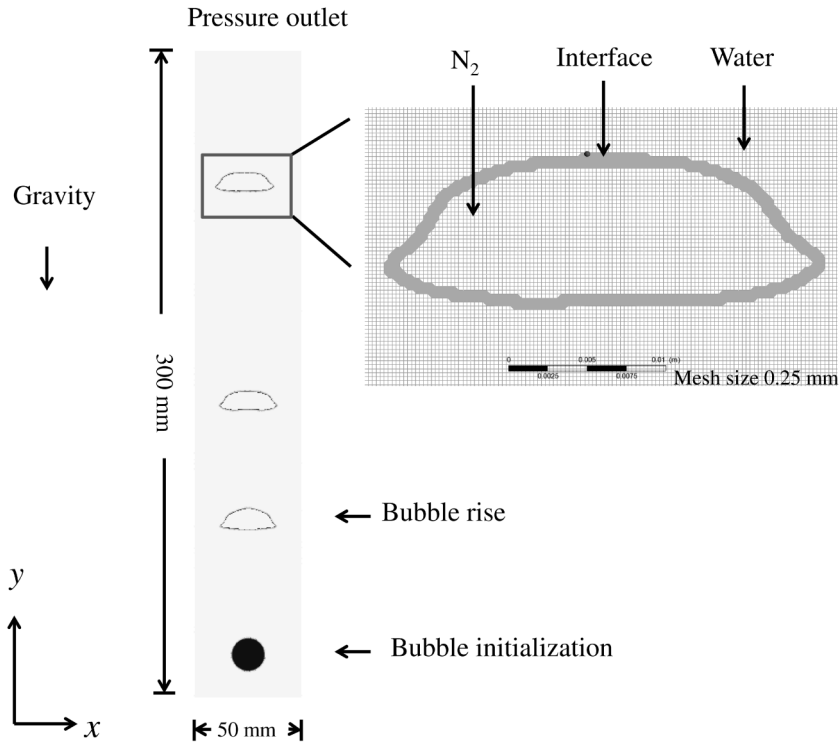 Pressure outlet
N2
Interface
Water
Gravity
300 mm
0 0.005 0.01 (m)
0.0025 0.0075
Mesh size 0.25 mm
Bubble rise
y
Bubble initialization
x
50 mm